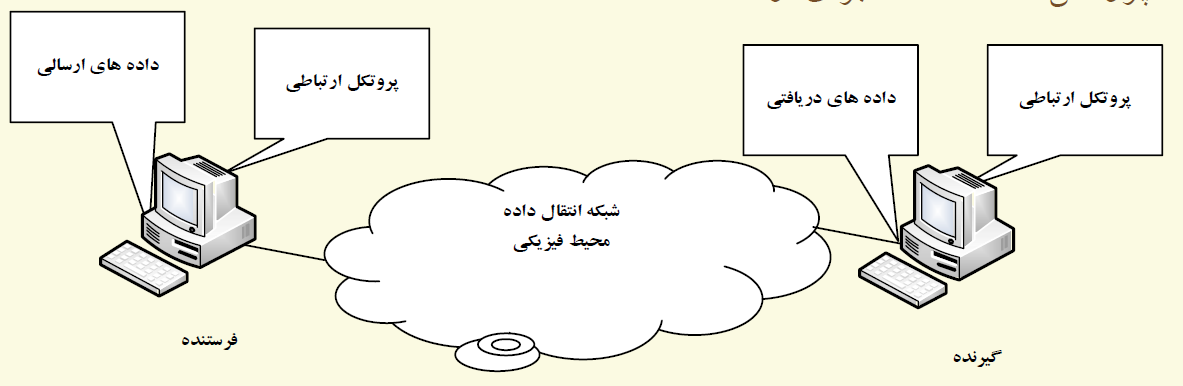 داده های ارسالی
پروتکل ارتباطی
داده های دریافتی
پروتکل ارتباطی
شبکه انتقال داده
محیط فیزیکی
فرستنده
گیرنده